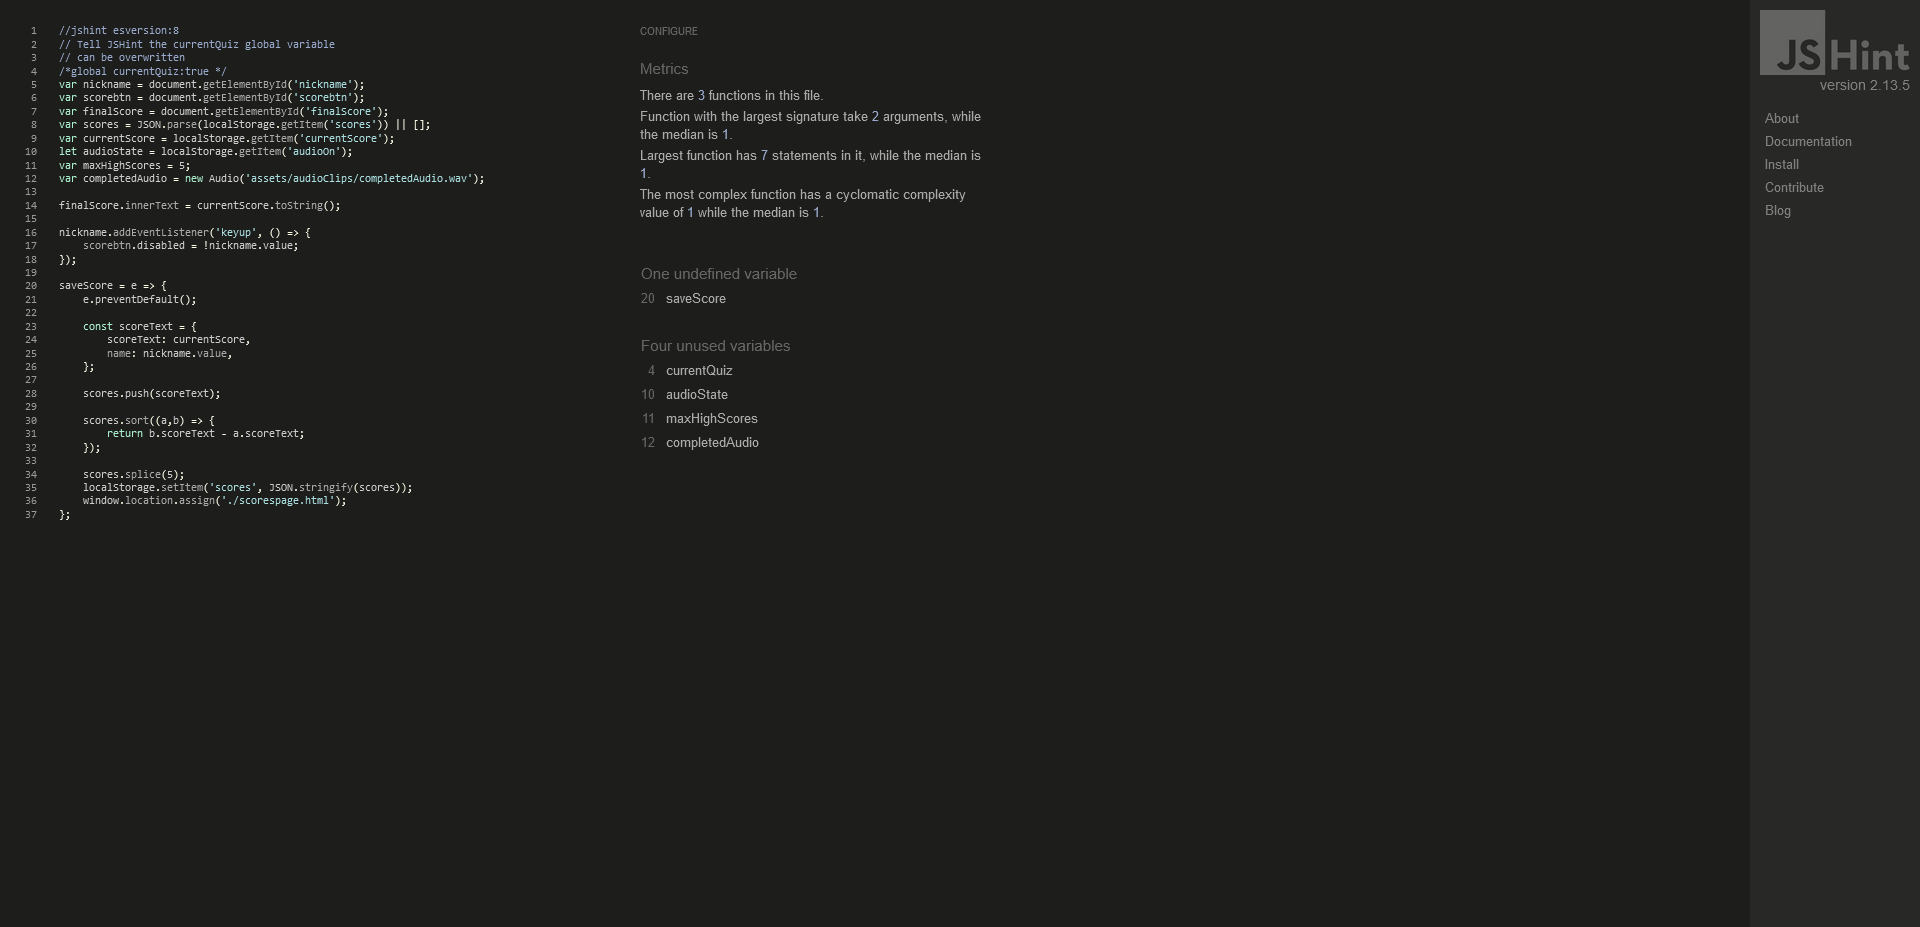 1 //jshint esversion:8
2 // Tell JSHint the currentQuiz global variable
3 // can be overwritten
4 /*global currentQuiz:true */
5 var nickname = document.getElementById('nickname');
6 var scorebtn = document.getElementById('scorebtn');
7 var finalScore = document.getElementById('finalScore');
8 var scores = JSON.parse(localStorage.getItem('scores')) || [];
9 var currentScore = localStorage.getItem('currentScore');
10 let audioState = localStorage.getItem('audioOn');
11 var maxHighScores = 5;
12 var completedAudio = new Audio('assets/audioClips/completedAudio.wav');
13
14 finalScore.innerText = currentScore.toString();
15
16 nickname.addEventListener('keyup', () => {
17     scorebtn.disabled = !nickname.value;
18 });
19
20 saveScore = e => {
21     e.preventDefault();
22
23     const scoreText = {
24         scoreText: currentScore,
25         name: nickname.value,
26     };
27
28     scores.push(scoreText);
29
30     scores.sort((a,b) => {
31         return b.scoreText - a.scoreText;
32     });
33
34     scores.splice(5);
35     localStorage.setItem('scores', JSON.stringify(scores));
36     window.location.assign('./scorespage.html');
37 };
CONFIGURE
Metrics
There are 3 functions in this file.
Function with the largest signature take 2 arguments, while
the median is 1.
Largest function has 7 statements in it, while the median is
1.
The most complex function has a cyclomatic complexity
value of 1 while the median is 1.
One undefined variable
20 saveScore
Four unused variables
4 currentQuiz
10 audioState
11 maxHighScores
12 completedAudio
JSHint
version 2.13.5
About
Documentation
Install
Contribute
Blog